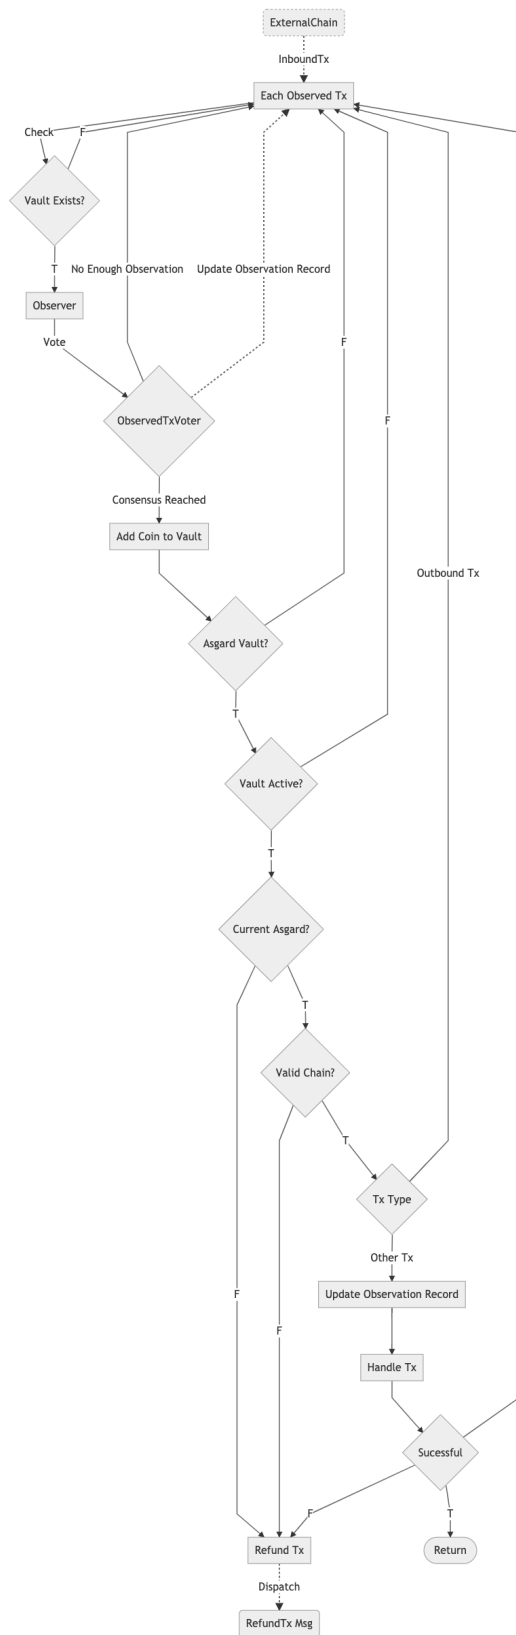 ExternalChain
InboundTx
Each Observed Tx
Check
F
Vault Exists?
T
No Enough Observation
Update Observation Record
Observer
Vote
F
ObservedTxVoter
F
Consensus Reached
Add Coin to Vault
Outbound Tx
Asgard Vault?
T
Vault Active?
T
Current Asgard?
T
Valid Chain?
T
Tx Type
Other Tx
F
Update Observation Record
F
Handle Tx
Sucessful
F
T
Refund Tx
Return
Dispatch
RefundTx Msg